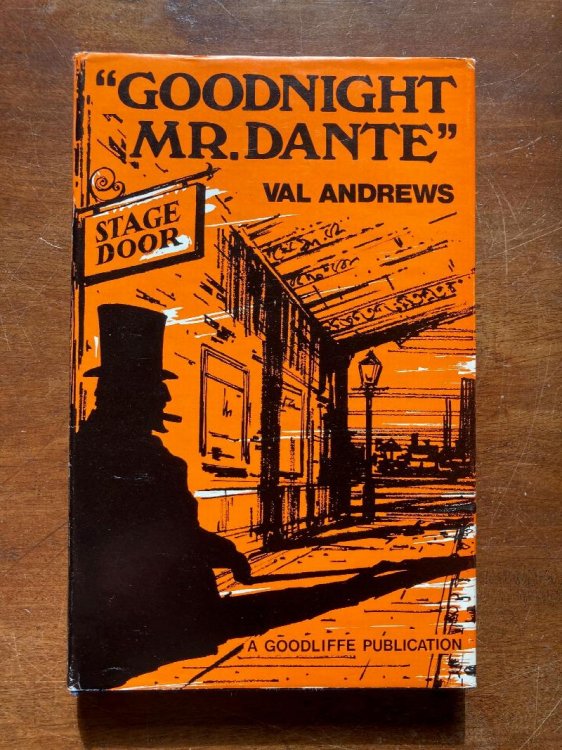 “GOODNIGHT
MR. DANTE”
VAL ANDREWS
STAGE
DOOR
A GOODLIFFE PUBLICATION